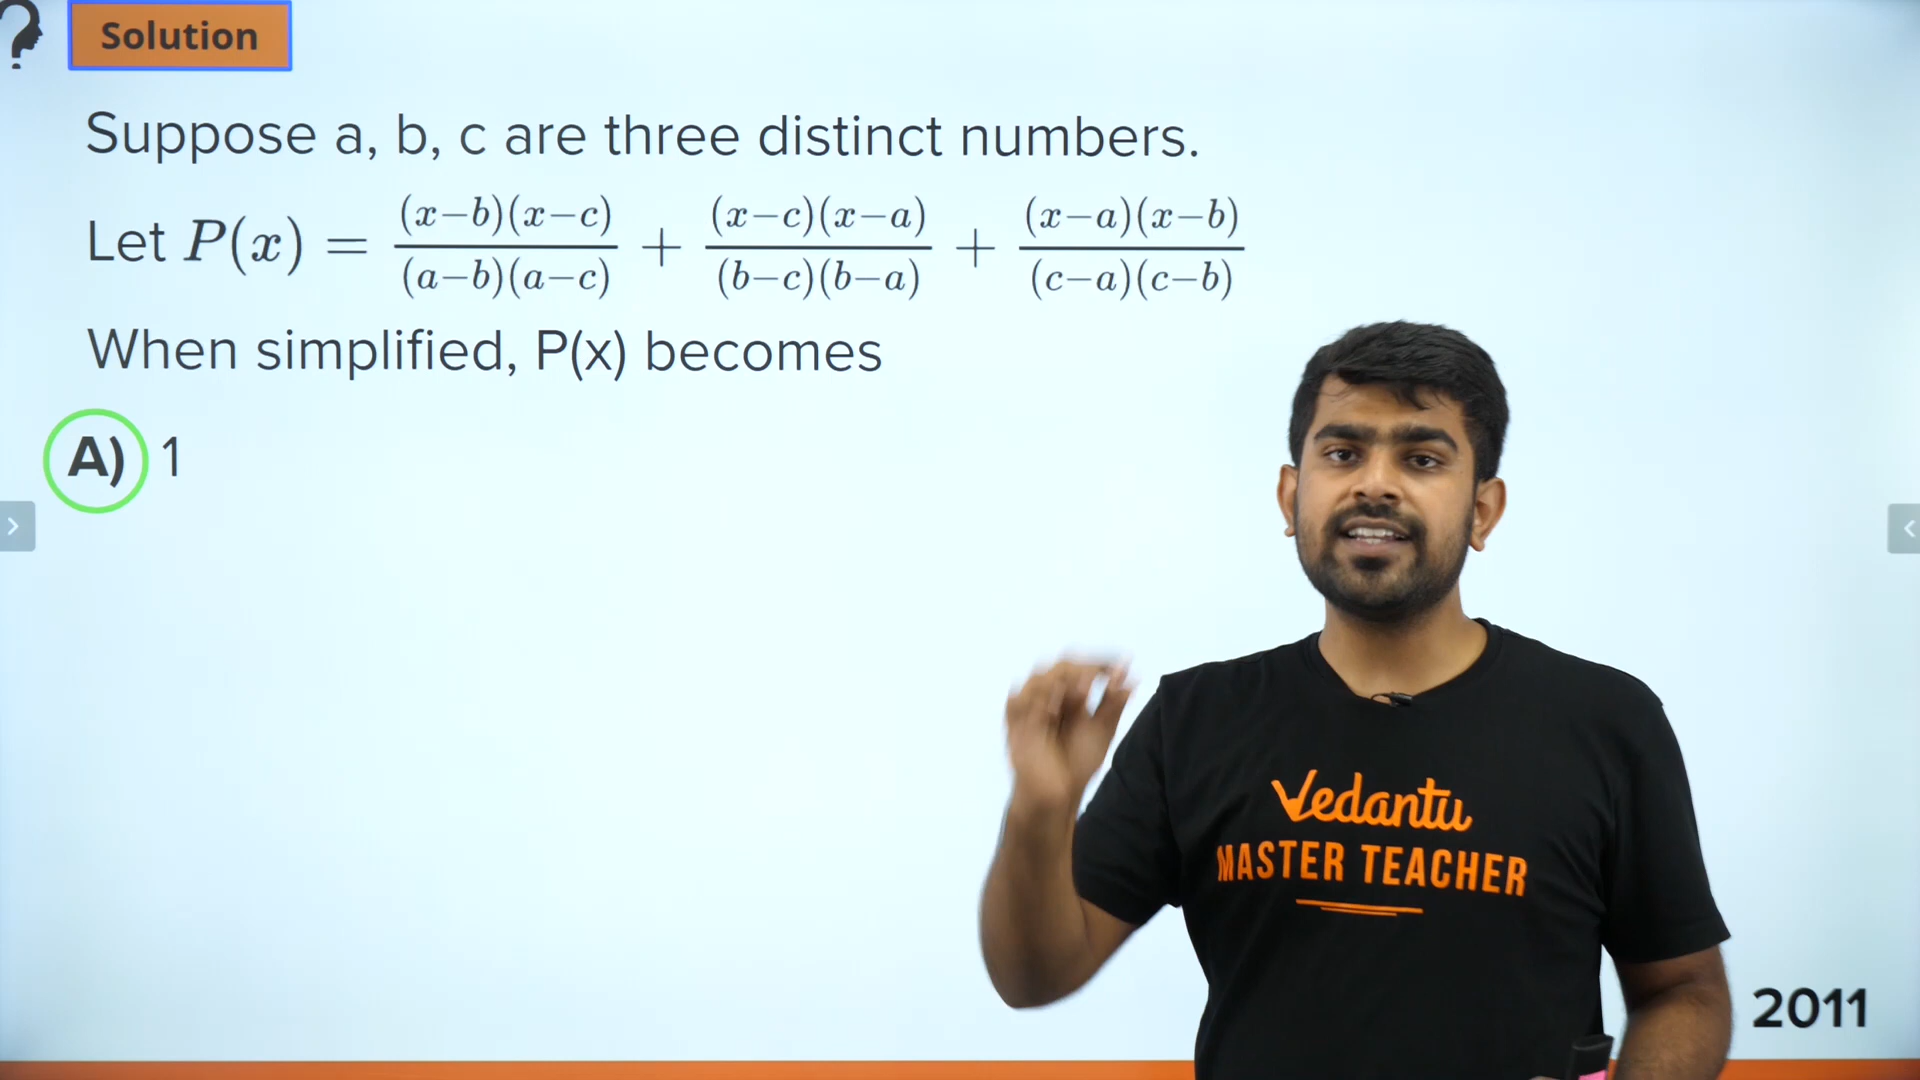 Solution
Suppose a, b, c are three distinct numbers.
Let P(x) = (x−b)(x−c)/(a−b)(a−c) + (x−c)(x−a)/(b−c)(b−a) + (x−a)(x−b)/(c−a)(c−b)
When simplified, P(x) becomes
A) 1
Vedantu
MASTER TEACHER
2011